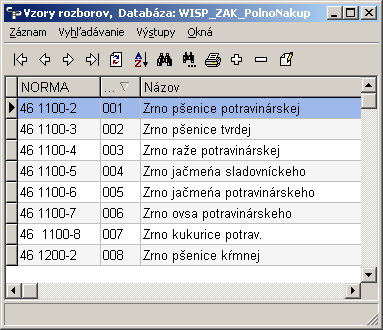 Vzory rozborov, Databáza: WISP_ZAK_PolnoNakup
Záznam Vyhľadávanie Výstupy Okná
NORMA ... Názov
46 1100-2 001 Zrno pšenice potravinárskej
46 1100-3 002 Zrno pšenice tvrdej
46 1100-4 003 Zrno raže potravinárskej
46 1100-5 004 Zrno jačmeńa sladovníckeho
46 1100-6 005 Zrno jačmeńa potravinárskeho
46 1100-7 006 Zrno ovsa potravinárskeho
46  1100-8 007 Zrno kukurice potrav.
46 1200-2 008 Zrno pšenice kŕmnej